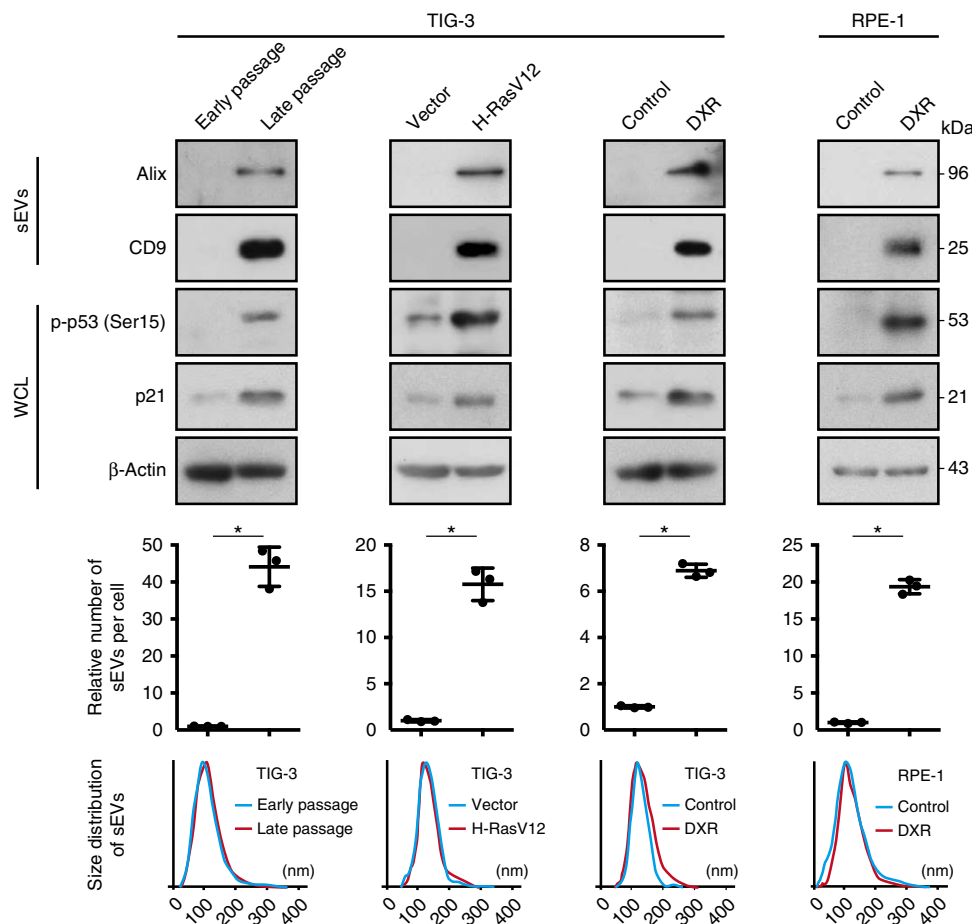 TIG-3
RPE-1
Early passage
Late passage
Vector
H-RasV12
Control
DXR
Control
DXR
kDa
sEVs
Alix
96
CD9
25
WCL
p-p53 (Ser15)
53
p21
21
β-Actin
43
Relative number of
sEVs per cell
*
50
40
30
20
10
0
*
20
15
10
5
0
*
8
6
4
2
0
*
25
20
15
10
5
0
Size distribution
of sEVs
TIG-3
Early passage
Late passage
(nm)
0
100
200
300
400
TIG-3
Vector
H-RasV12
(nm)
0
100
200
300
400
TIG-3
Control
DXR
(nm)
0
100
200
300
400
RPE-1
Control
DXR
(nm)
0
100
200
300
400